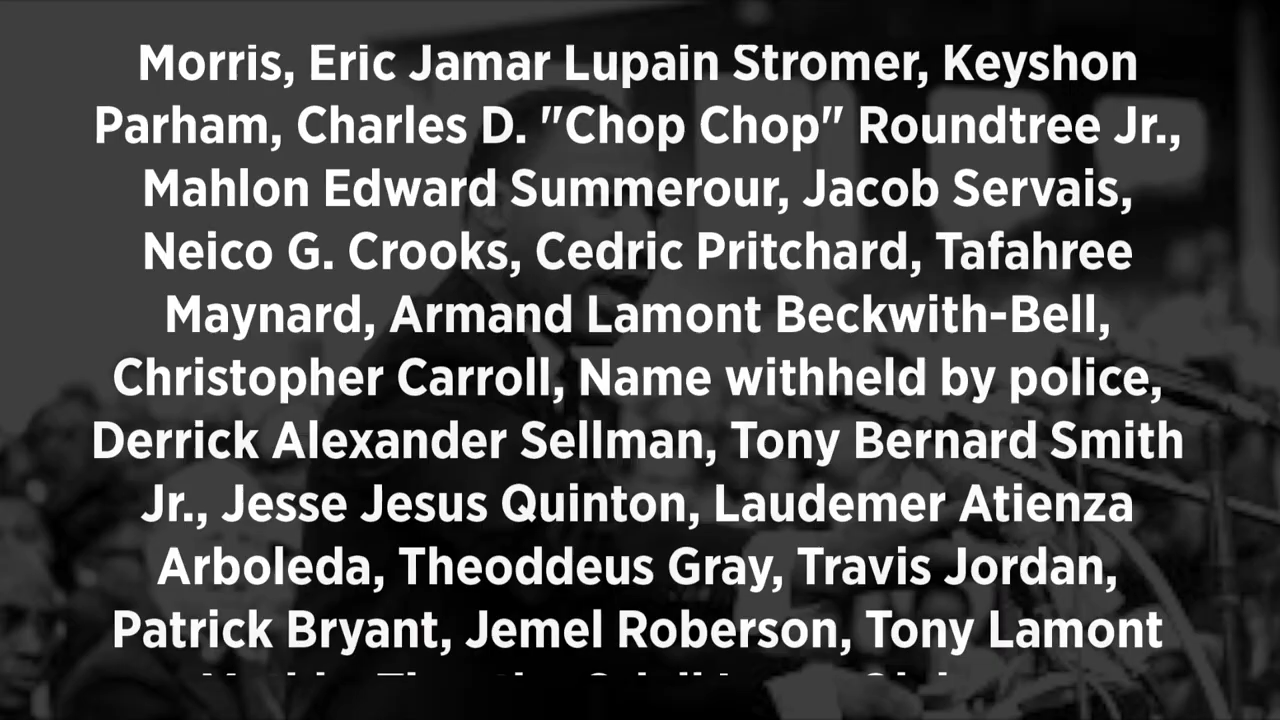 Morris, Eric Jamar Lupain Stromer, Keyshon
Parham, Charles D. "Chop Chop" Roundtree Jr.,
Mahlon Edward Summerour, Jacob Servais,
Neico G. Crooks, Cedric Pritchard, Tafahree
Maynard, Armand Lamont Beckwith-Bell,
Christopher Carroll, Name withheld by police,
Derrick Alexander Sellman, Tony Bernard Smith
Jr., Jesse Jesus Quinton, Laudemer Atienza
Arboleda, Theoddeus Gray, Travis Jordan,
Patrick Bryant, Jemel Roberson, Tony Lamont